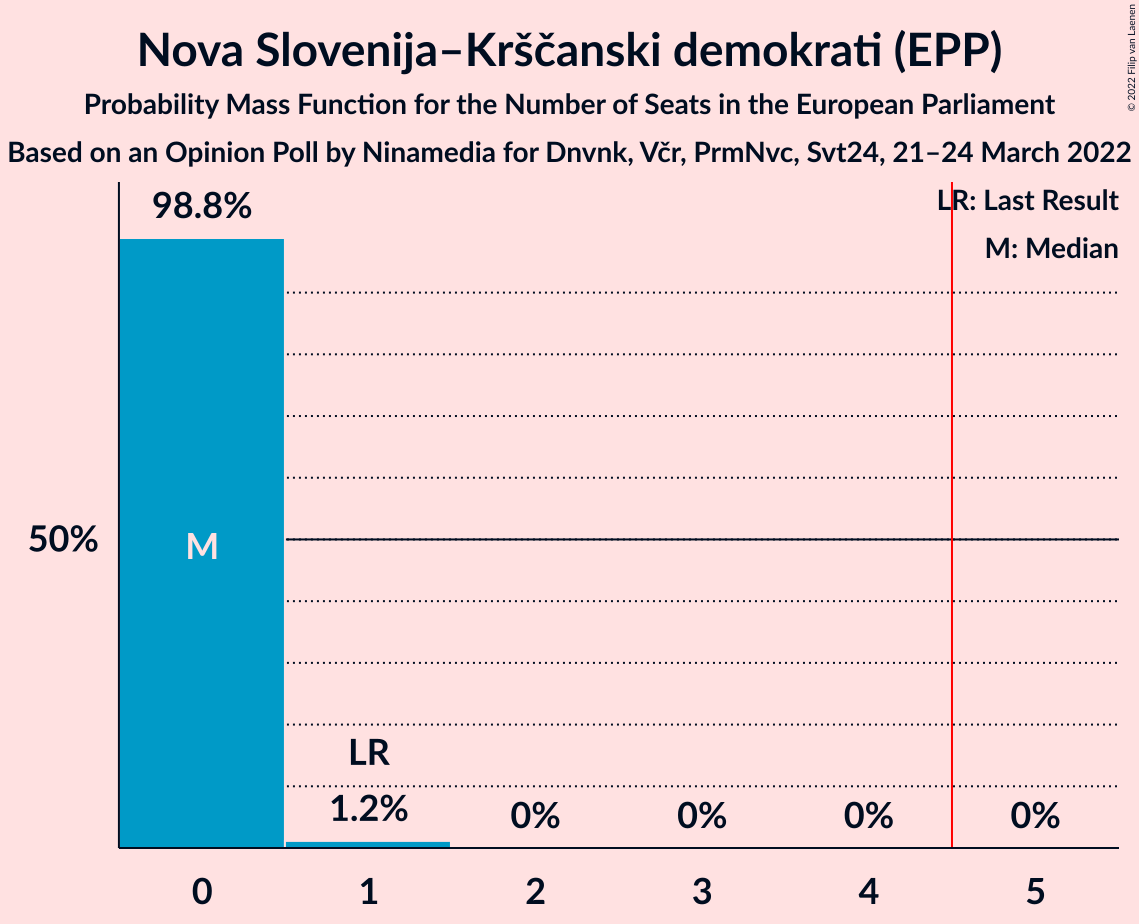 Nova Slovenija–Krščanski demokrati (EPP)
Probability Mass Function for the Number of Seats in the European Parliament
Based on an Opinion Poll by Ninamedia for Dnvnk, Včr, PrmNvc, Svt24, 21–24 March 2022
© 2022 Filip van Laenen
LR: Last Result
M: Median
98.8%
50%
M
LR
1.2%
0%
0%
0%
0%
0
1
2
3
4
5